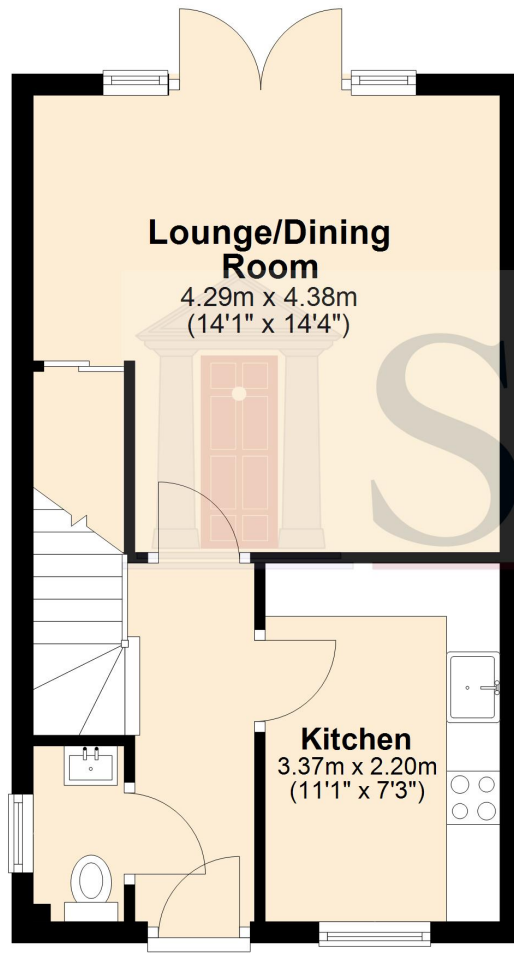 Lounge/Dining
Room
4.29m x 4.38m
(14'1" x 14'4")
S
Kitchen
3.37m x 2.20m
(11'1" x 7'3")